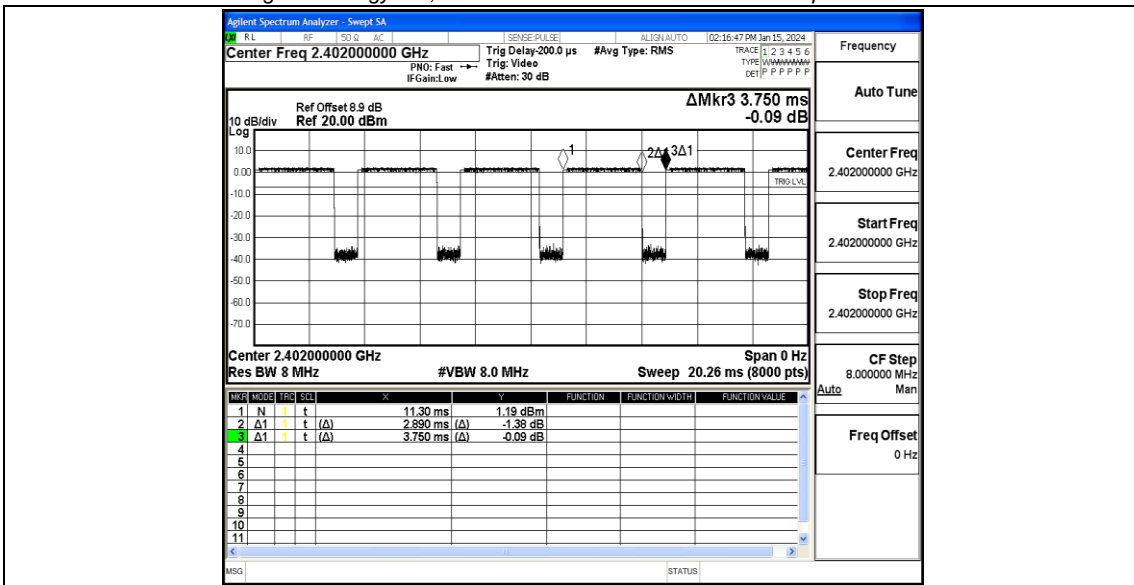 Agilent Spectrum Analyzer - Swept SA
RL RF 50 Ω AC SENSE:PULSE ALIGNAUTO 02:16:47 PM Jan 15, 2024
Center Freq 2.402000000 GHz
PNO: Fast
IFGain:Low
Trig Delay-200.0 µs
Trig: Video
#Atten: 30 dB
#Avg Type: RMS
TRACE 1 2 3 4 5 6
TYPE
DET P P P P P P
Ref Offset 8.9 dB
10 dB/div Ref 20.00 dBm
Log
ΔMkr3 3.750 ms
-0.09 dB
10.0
0.00
-10.0
-20.0
-30.0
-40.0
-50.0
-60.0
-70.0
1
3Δ1
TRIG LVL
Center 2.402000000 GHz Span 0 Hz
Res BW 8 MHz #VBW 8.0 MHz Sweep 20.26 ms (8000 pts)
MKR MODE TRC SCL X Y FUNCTION FUNCTION WIDTH FUNCTION VALUE
1 N 1 t 11.30 ms 1.19 dBm
2 Δ1 1 t (Δ) 2.890 ms (Δ) -1.38 dB
3 Δ1 1 t (Δ) 3.750 ms (Δ) -0.09 dB
4
5
6
7
8
9
10
11
MSG STATUS
Frequency
Auto Tune
Center Freq
2.402000000 GHz
Start Freq
2.402000000 GHz
Stop Freq
2.402000000 GHz
CF Step
8.000000 MHz
Auto Man
Freq Offset
0 Hz